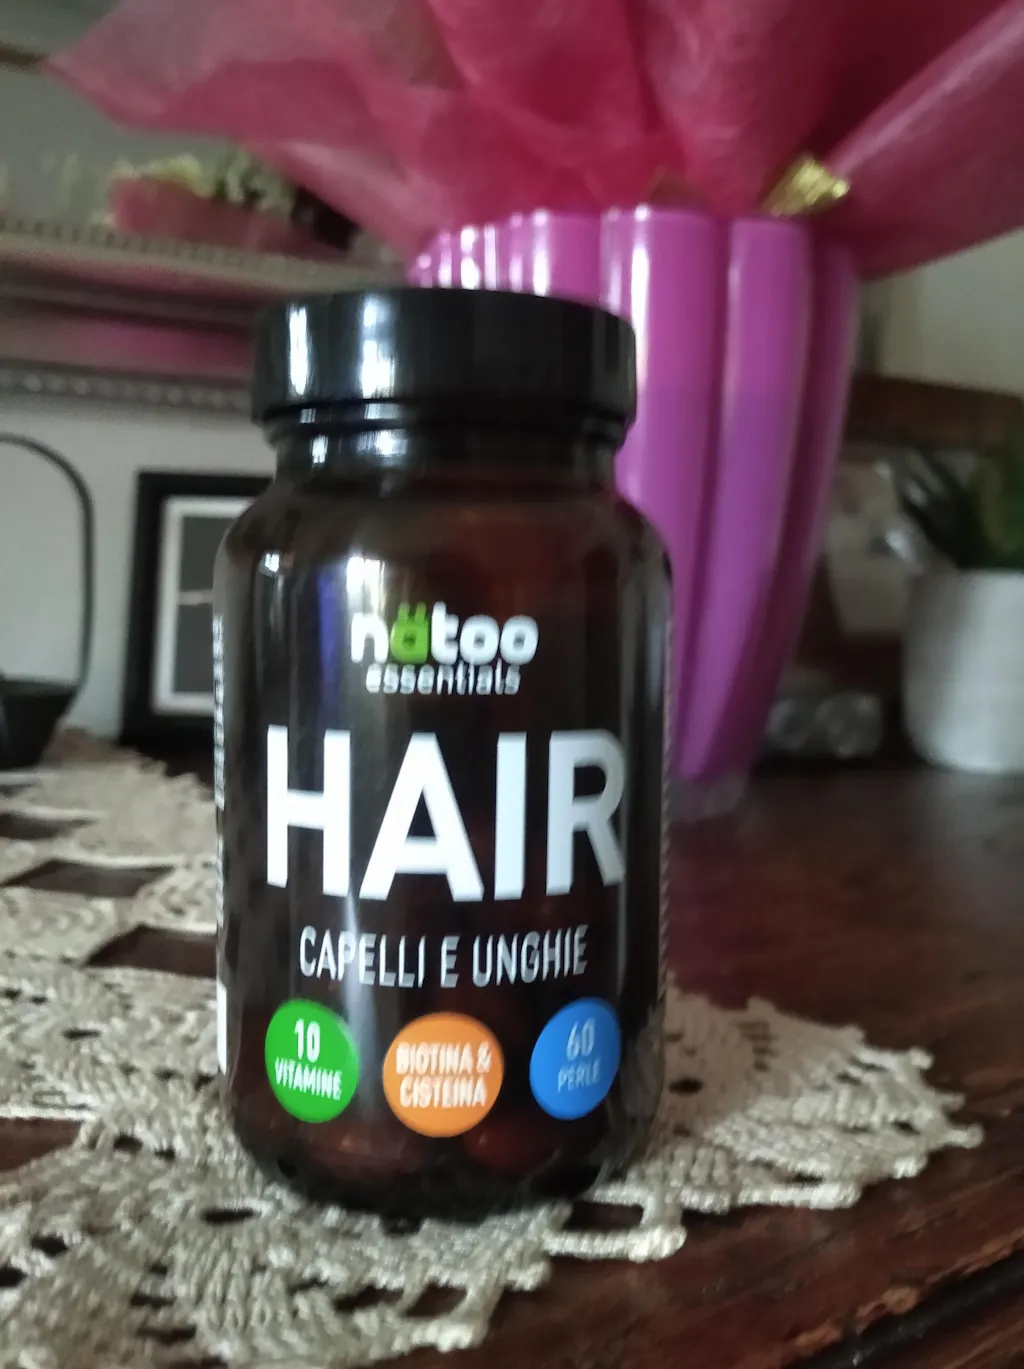 nätoo
essentials
HAIR
CAPELLI E UNGHIE
10
VITAMINE
BIOTINA &
CISTEINA
60
PERLE